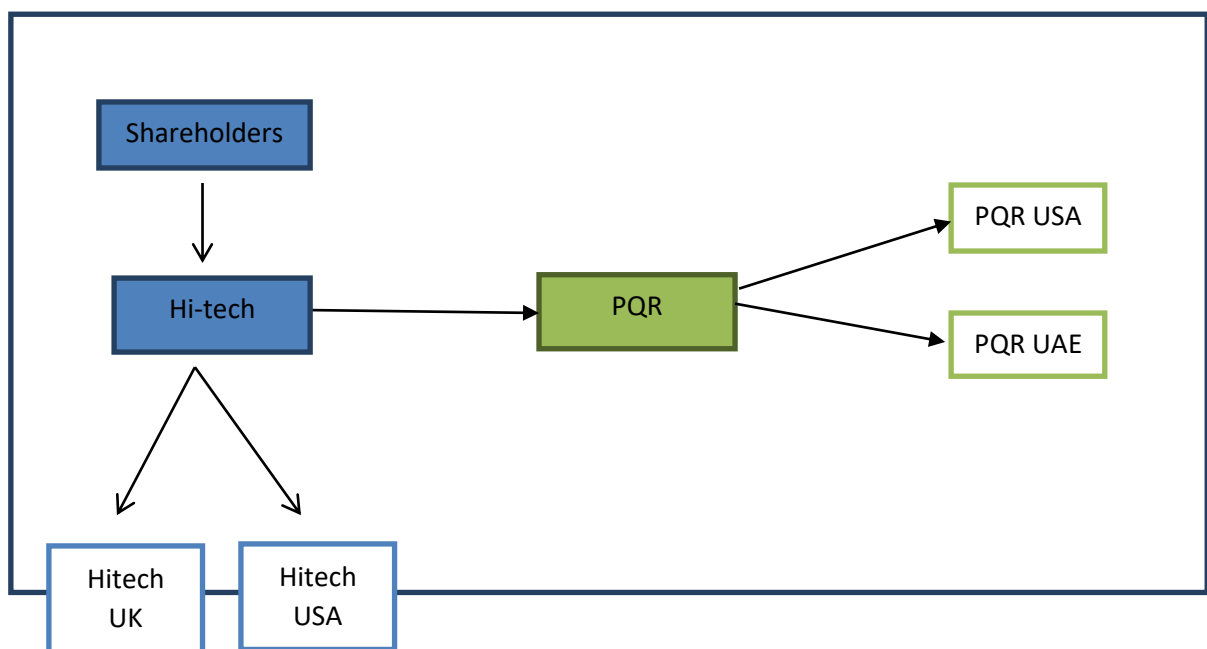 Shareholders
PQR USA
Hi-tech
PQR
PQR UAE
Hitech
UK
Hitech
USA